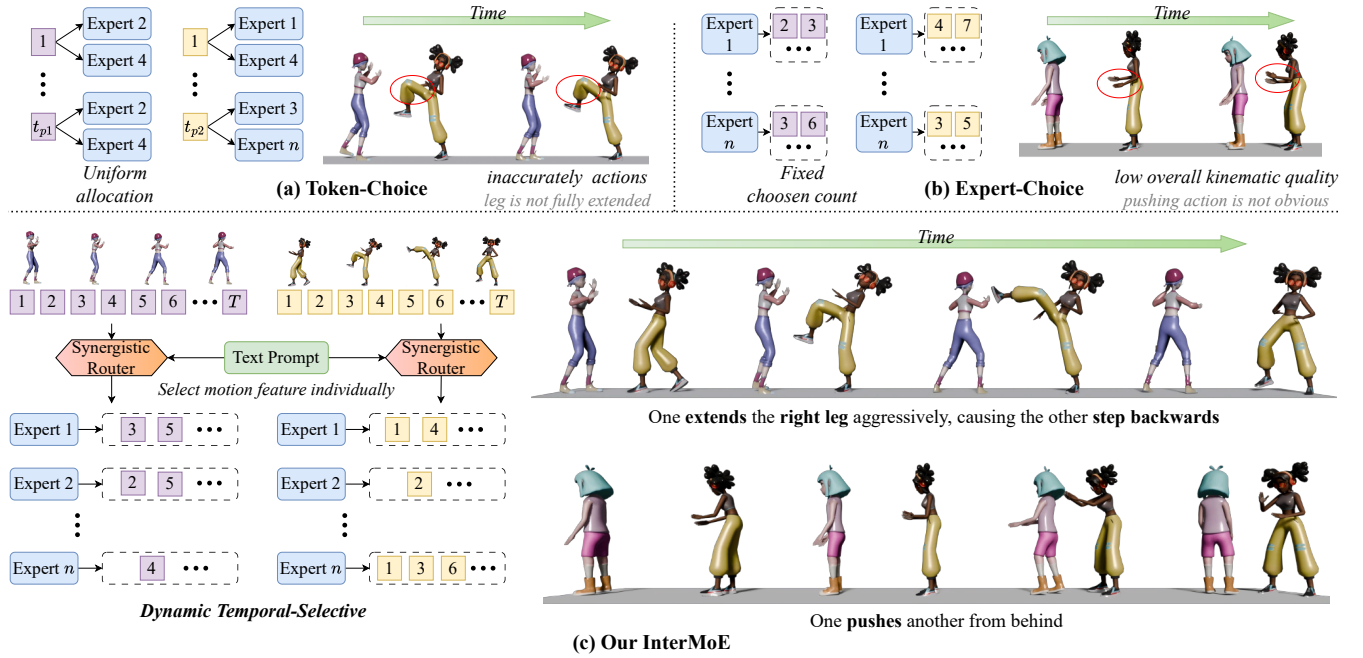 1
Expert 2
Expert 4
t_{p1}
Expert 2
Expert 4
Uniform
allocation
1
Expert 1
Expert 4
t_{p2}
Expert 3
Expert n
Time
(a) Token-Choice
inaccurately actions
leg is not fully extended
Expert
1
2 3
•••
Expert
n
3 6
•••
Fixed
choosen count
Expert
1
4 7
•••
Expert
n
3 5
•••
Time
(b) Expert-Choice
low overall kinematic quality
pushing action is not obvious
1 2 3 4 5 6 ••• T
1 2 3 4 5 6 ••• T
Synergistic
Router
Text Prompt
Synergistic
Router
Select motion feature individually
Expert 1
3 5 •••
Expert 1
1 4 •••
Expert 2
2 5 •••
Expert 2
2 •••
Expert n
4 •••
Expert n
1 3 6 •••
Dynamic Temporal-Selective
Time
One extends the right leg aggressively, causing the other step backwards
One pushes another from behind
(c) Our InterMoE